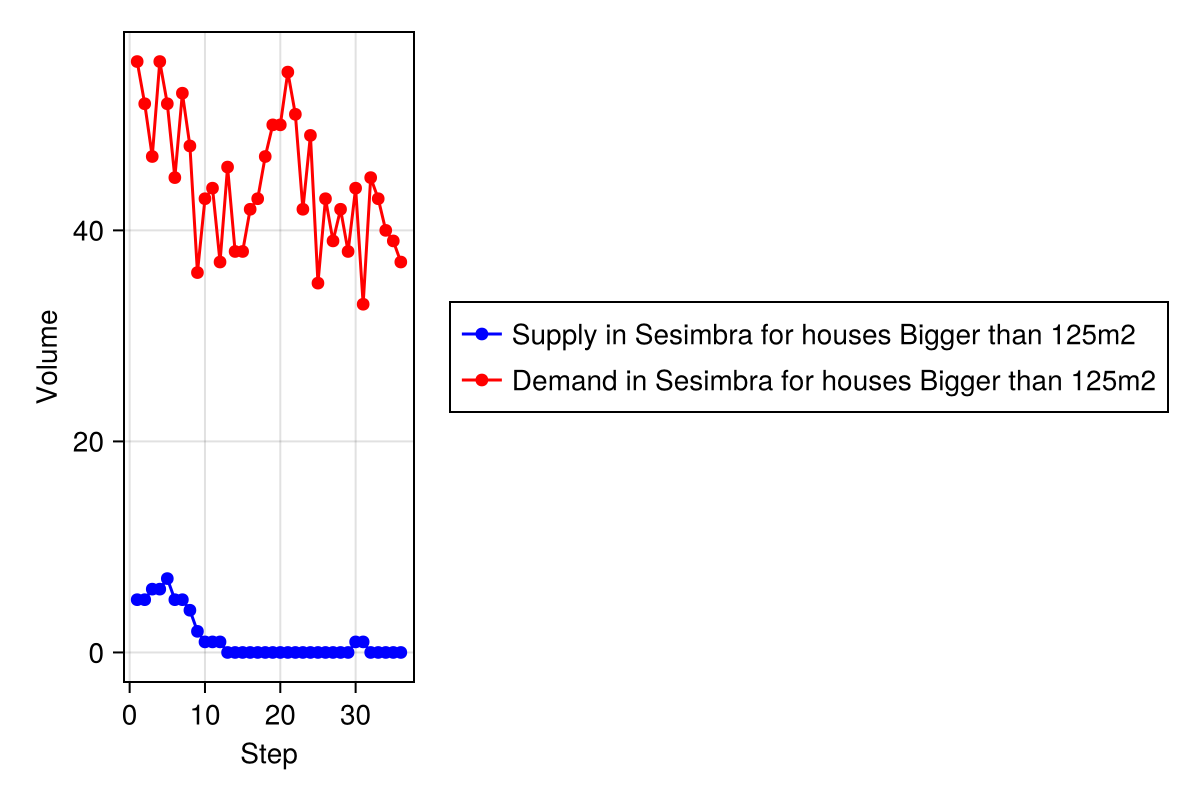 Volume
40
20
0
0 10 20 30
Step
Supply in Sesimbra for houses Bigger than 125m2
Demand in Sesimbra for houses Bigger than 125m2